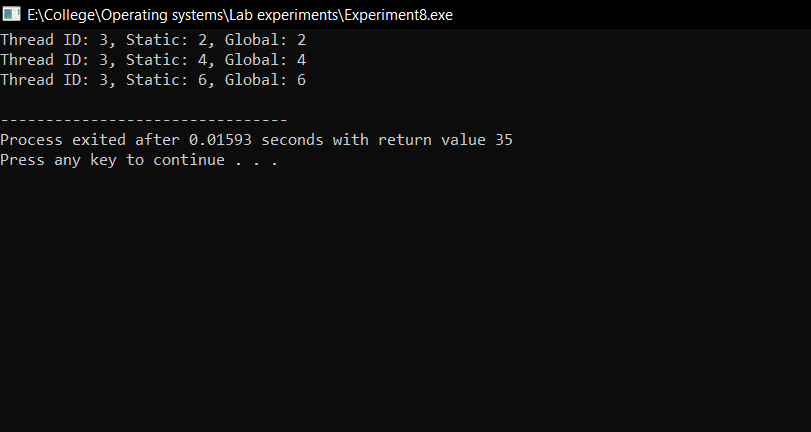 E:\College\Operating systems\Lab experiments\Experiment8.exe
Thread ID: 3, Static: 2, Global: 2
Thread ID: 3, Static: 4, Global: 4
Thread ID: 3, Static: 6, Global: 6
--------------------------------
Process exited after 0.01593 seconds with return value 35
Press any key to continue . . .